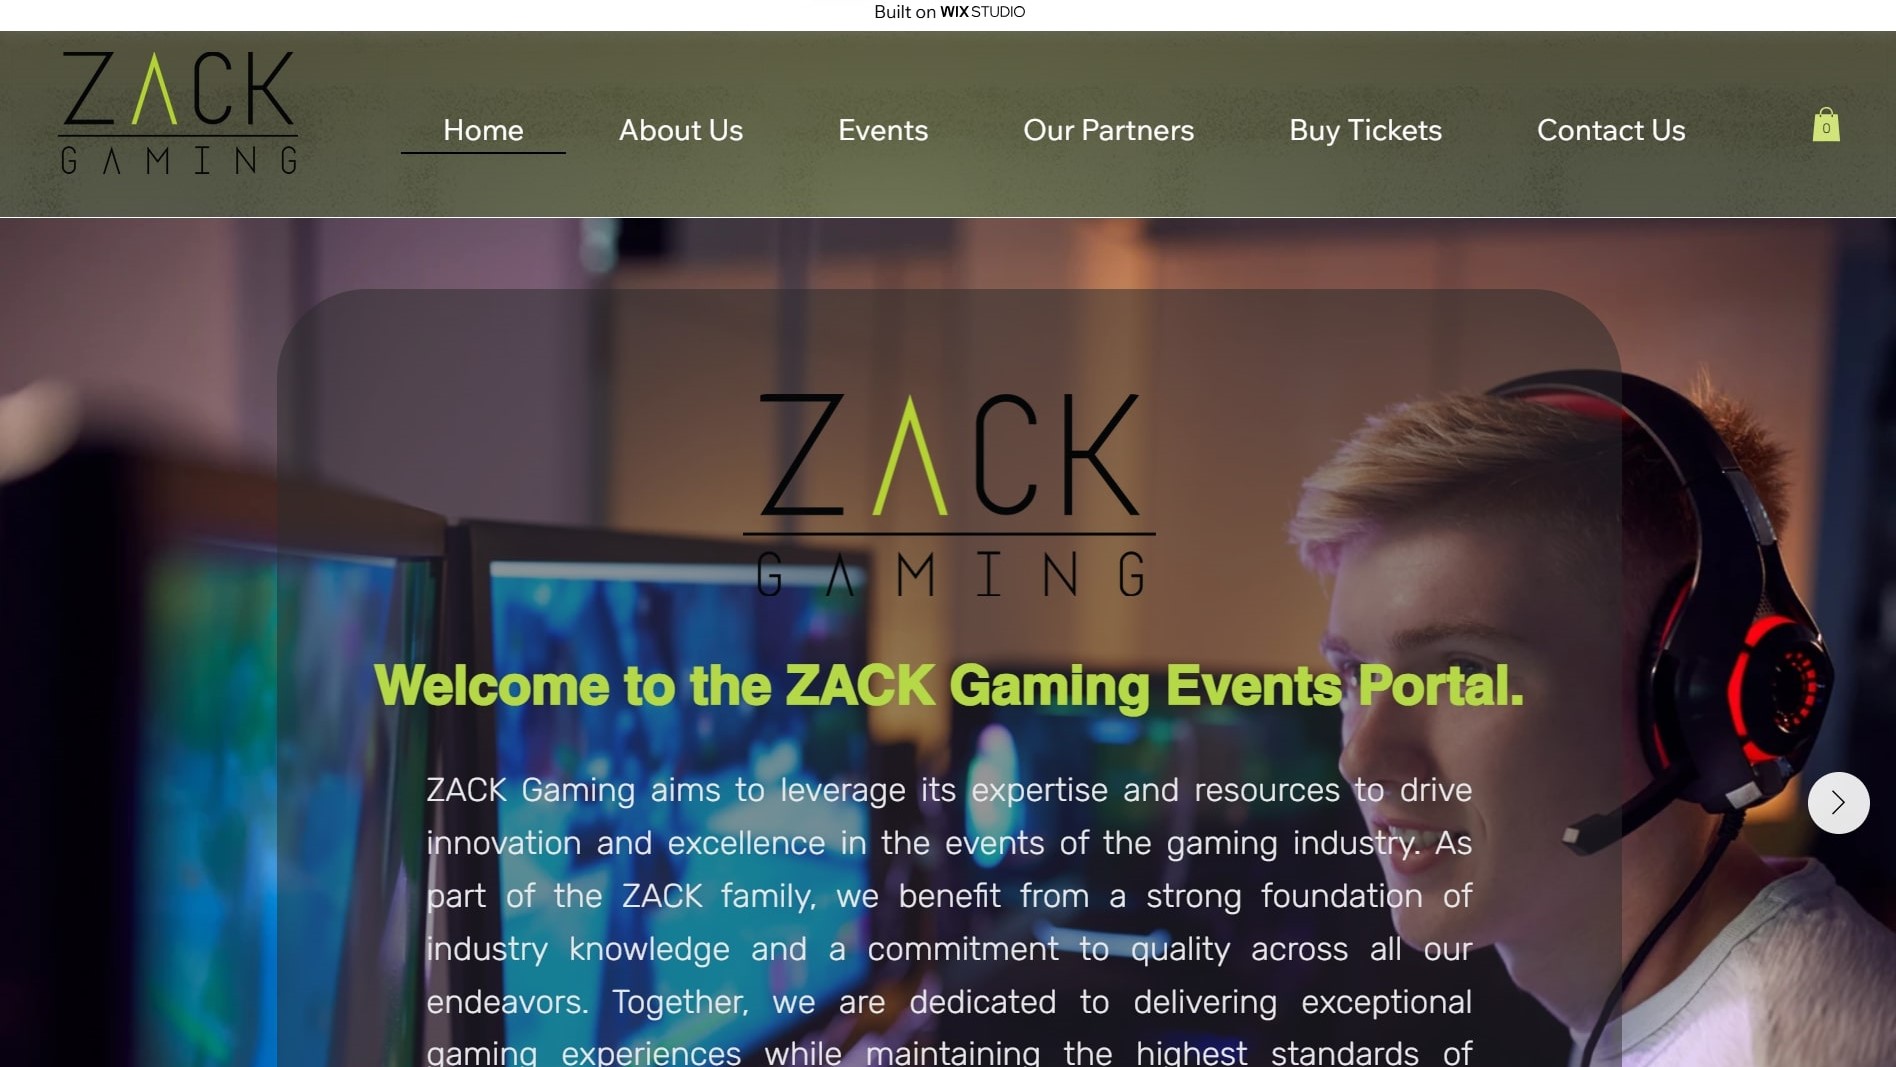 Built on WIX STUDIO
ZACK
GAMING
Home
About Us
Events
Our Partners
Buy Tickets
Contact Us
0
ZACK
GAMING
Welcome to the ZACK Gaming Events Portal.
ZACK Gaming aims to leverage its expertise and resources to drive
innovation and excellence in the events of the gaming industry. As
part of the ZACK family, we benefit from a strong foundation of
industry knowledge and a commitment to quality across all our
endeavors. Together, we are dedicated to delivering exceptional
gaming experiences while maintaining the highest standards of